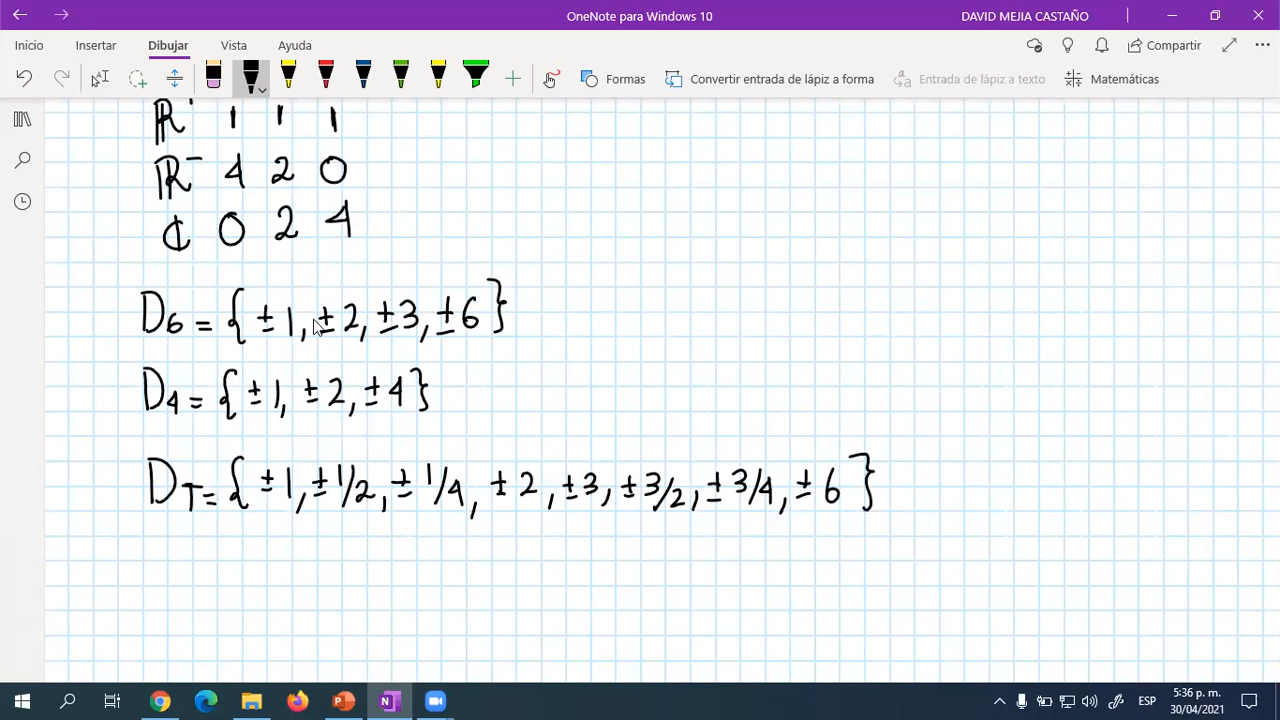 OneNote para Windows 10
DAVID MEJIA CASTAÑO
Inicio Insertar Dibujar Vista Ayuda
Compartir
Formas
Convertir entrada de lápiz a forma
Entrada de lápiz a texto
Matemáticas
ℝ⁺ 1 1 1
ℝ⁻ 4 2 0
ℂ 0 2 4
D₆ = { ± 1, ± 2, ± 3, ± 6 }
D₄ = { ± 1, ± 2, ± 4 }
D_T = { ± 1, ± 1/2, ± 1/4, ± 2, ± 3, ± 3/2, ± 3/4, ± 6 }
ESP
5:36 p. m.
30/04/2021